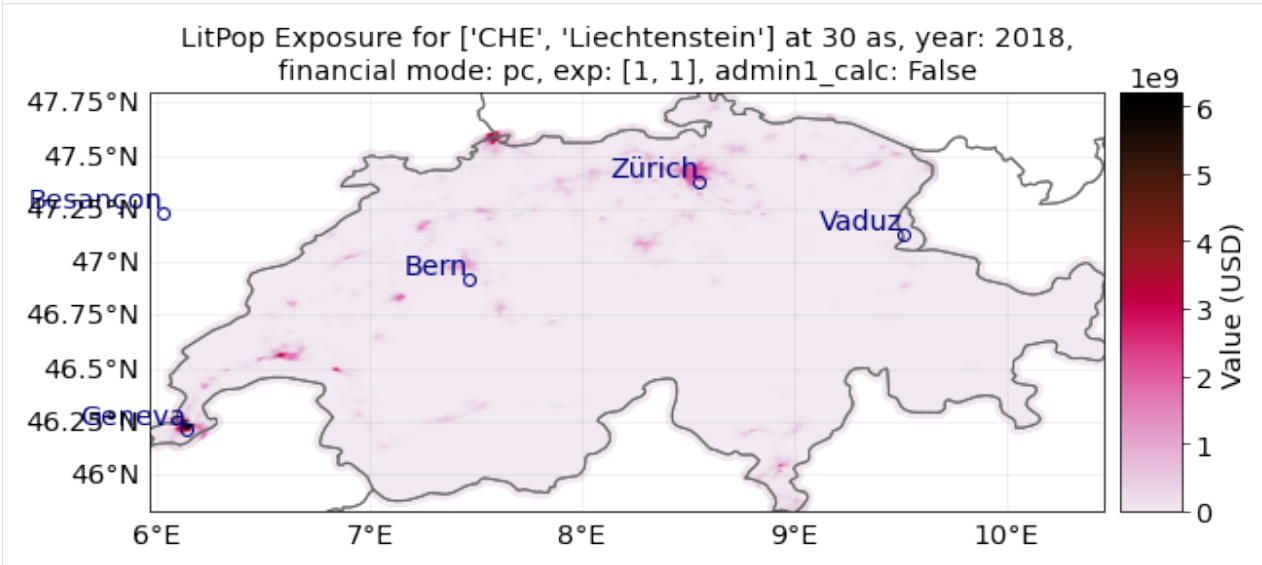 LitPop Exposure for ['CHE', 'Liechtenstein'] at 30 as, year: 2018,
financial mode: pc, exp: [1, 1], admin1_calc: False
1e9
47.75°N
6
47.5°N
Zürich
5
Besançon
47.25°N
Vaduz
4
47°N
Bern
Value (USD)
46.75°N
3
46.5°N
2
Geneva
46.25°N
1
46°N
0
6°E
7°E
8°E
9°E
10°E